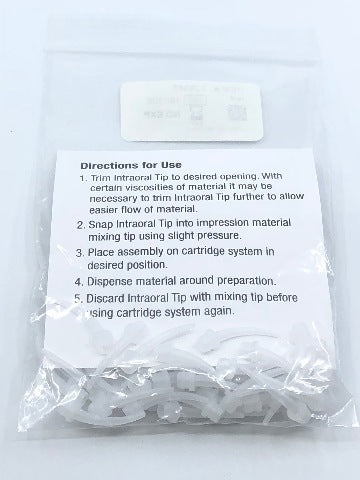 Directions for Use
1. Trim Intraoral Tip to desired opening. With
certain viscosities of material it may be
necessary to trim Intraoral Tip further to allow
easier flow of material.
2. Snap Intraoral Tip into impression material
mixing tip using slight pressure.
3. Place assembly on cartridge system in
desired position.
4. Dispense material around preparation.
5. Discard Intraoral Tip with mixing tip before
using cartridge system again.